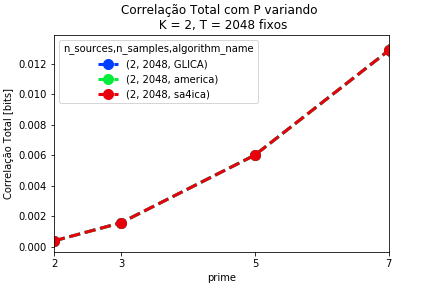 Correlação Total com P variando
K = 2, T = 2048 fixos
n_sources,n_samples,algorithm_name
(2, 2048, GLICA)
(2, 2048, america)
(2, 2048, sa4ica)
Correlação Total [bits]
0.012
0.010
0.008
0.006
0.004
0.002
0.000
2
3
5
7
prime